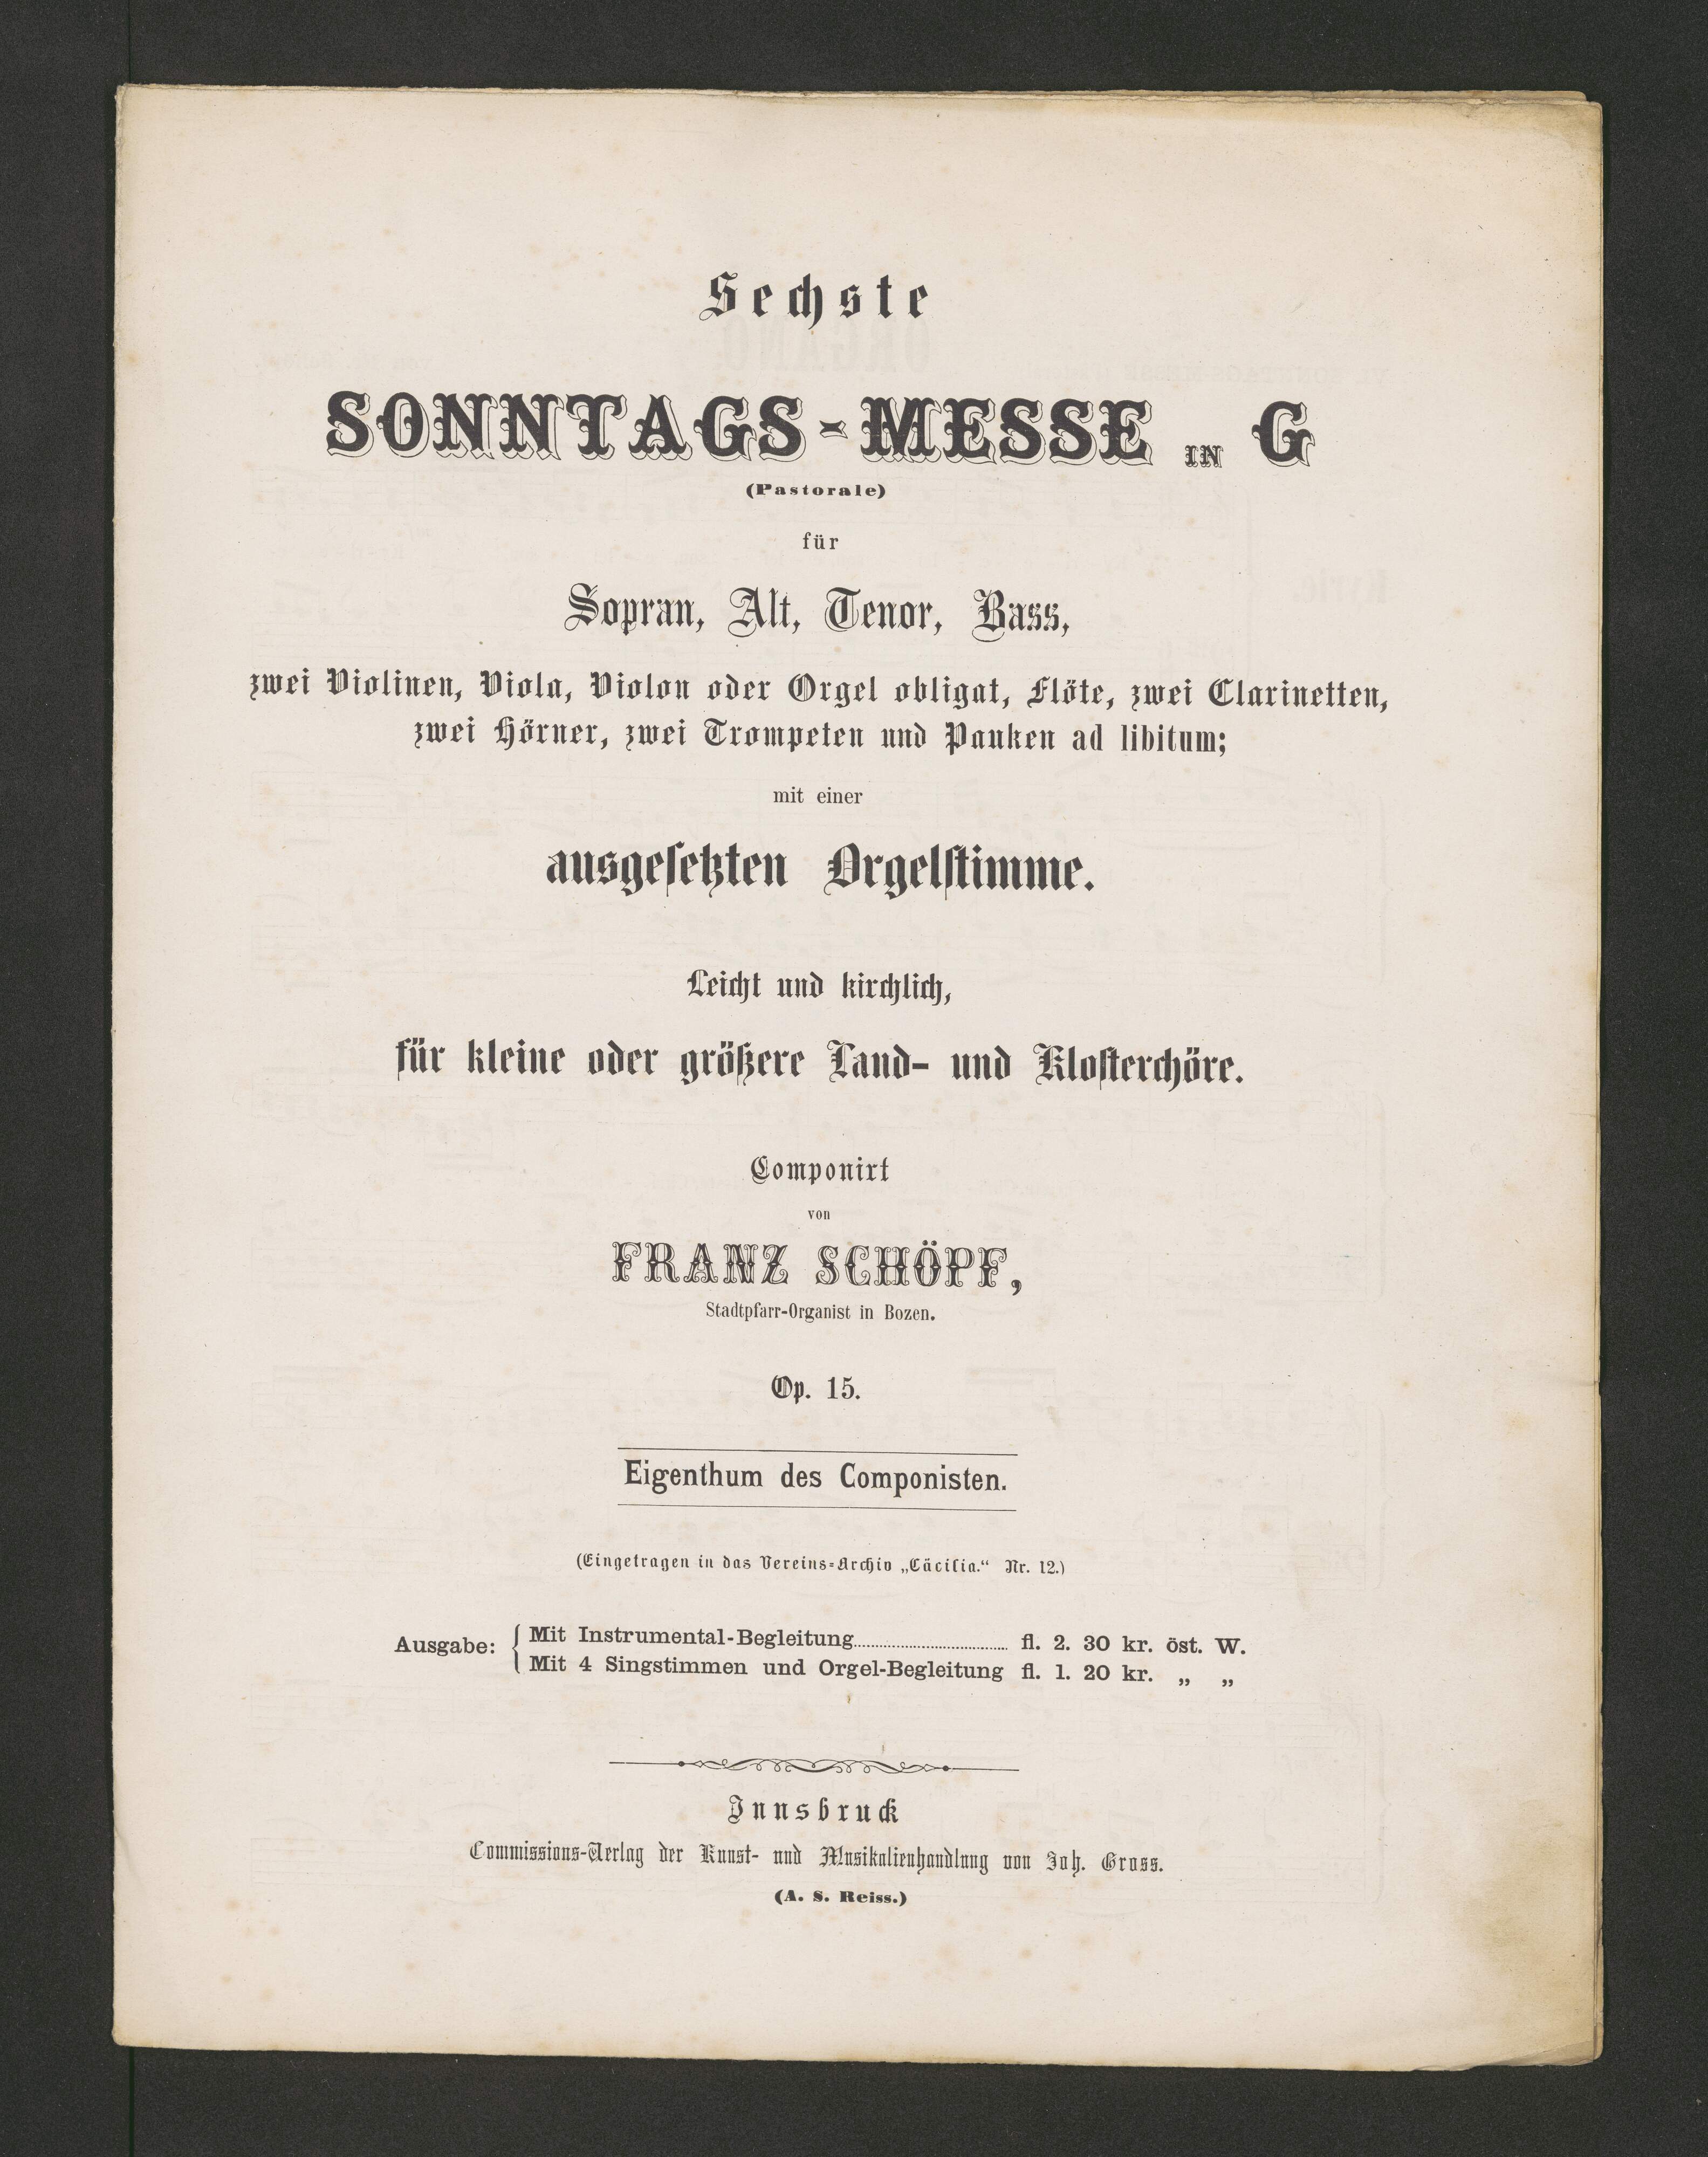 Sechste
SONNTAGS-MESSE IN G
(Pastorale)
für
Sopran, Alt, Tenor, Bass,
zwei Violinen, Viola, Violon oder Orgel obligat, Flöte, zwei Clarinetten,
zwei Hörner, zwei Trompeten und Pauken ad libitum;
mit einer
ausgesetzten Orgelstimme.
Leicht und kirchlich,
für kleine oder größere Land- und Klosterchöre.
Componirt
von
FRANZ SCHÖPF,
Stadtpfarr-Organist in Bozen.
Op. 15.
Eigenthum des Componisten.
(Eingetragen in das Vereins-Archiv „Cäcilia.“ Nr. 12.)
Ausgabe: { Mit Instrumental-Begleitung.................................... fl. 2. 30 kr. öst. W.
Mit 4 Singstimmen und Orgel-Begleitung fl. 1. 20 kr. „ „
Innsbruck
Commissions-Verlag der Kunst- und Musikalienhandlung von Joh. Gross.
(A. S. Reiss.)